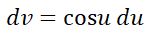 dv = cosu du